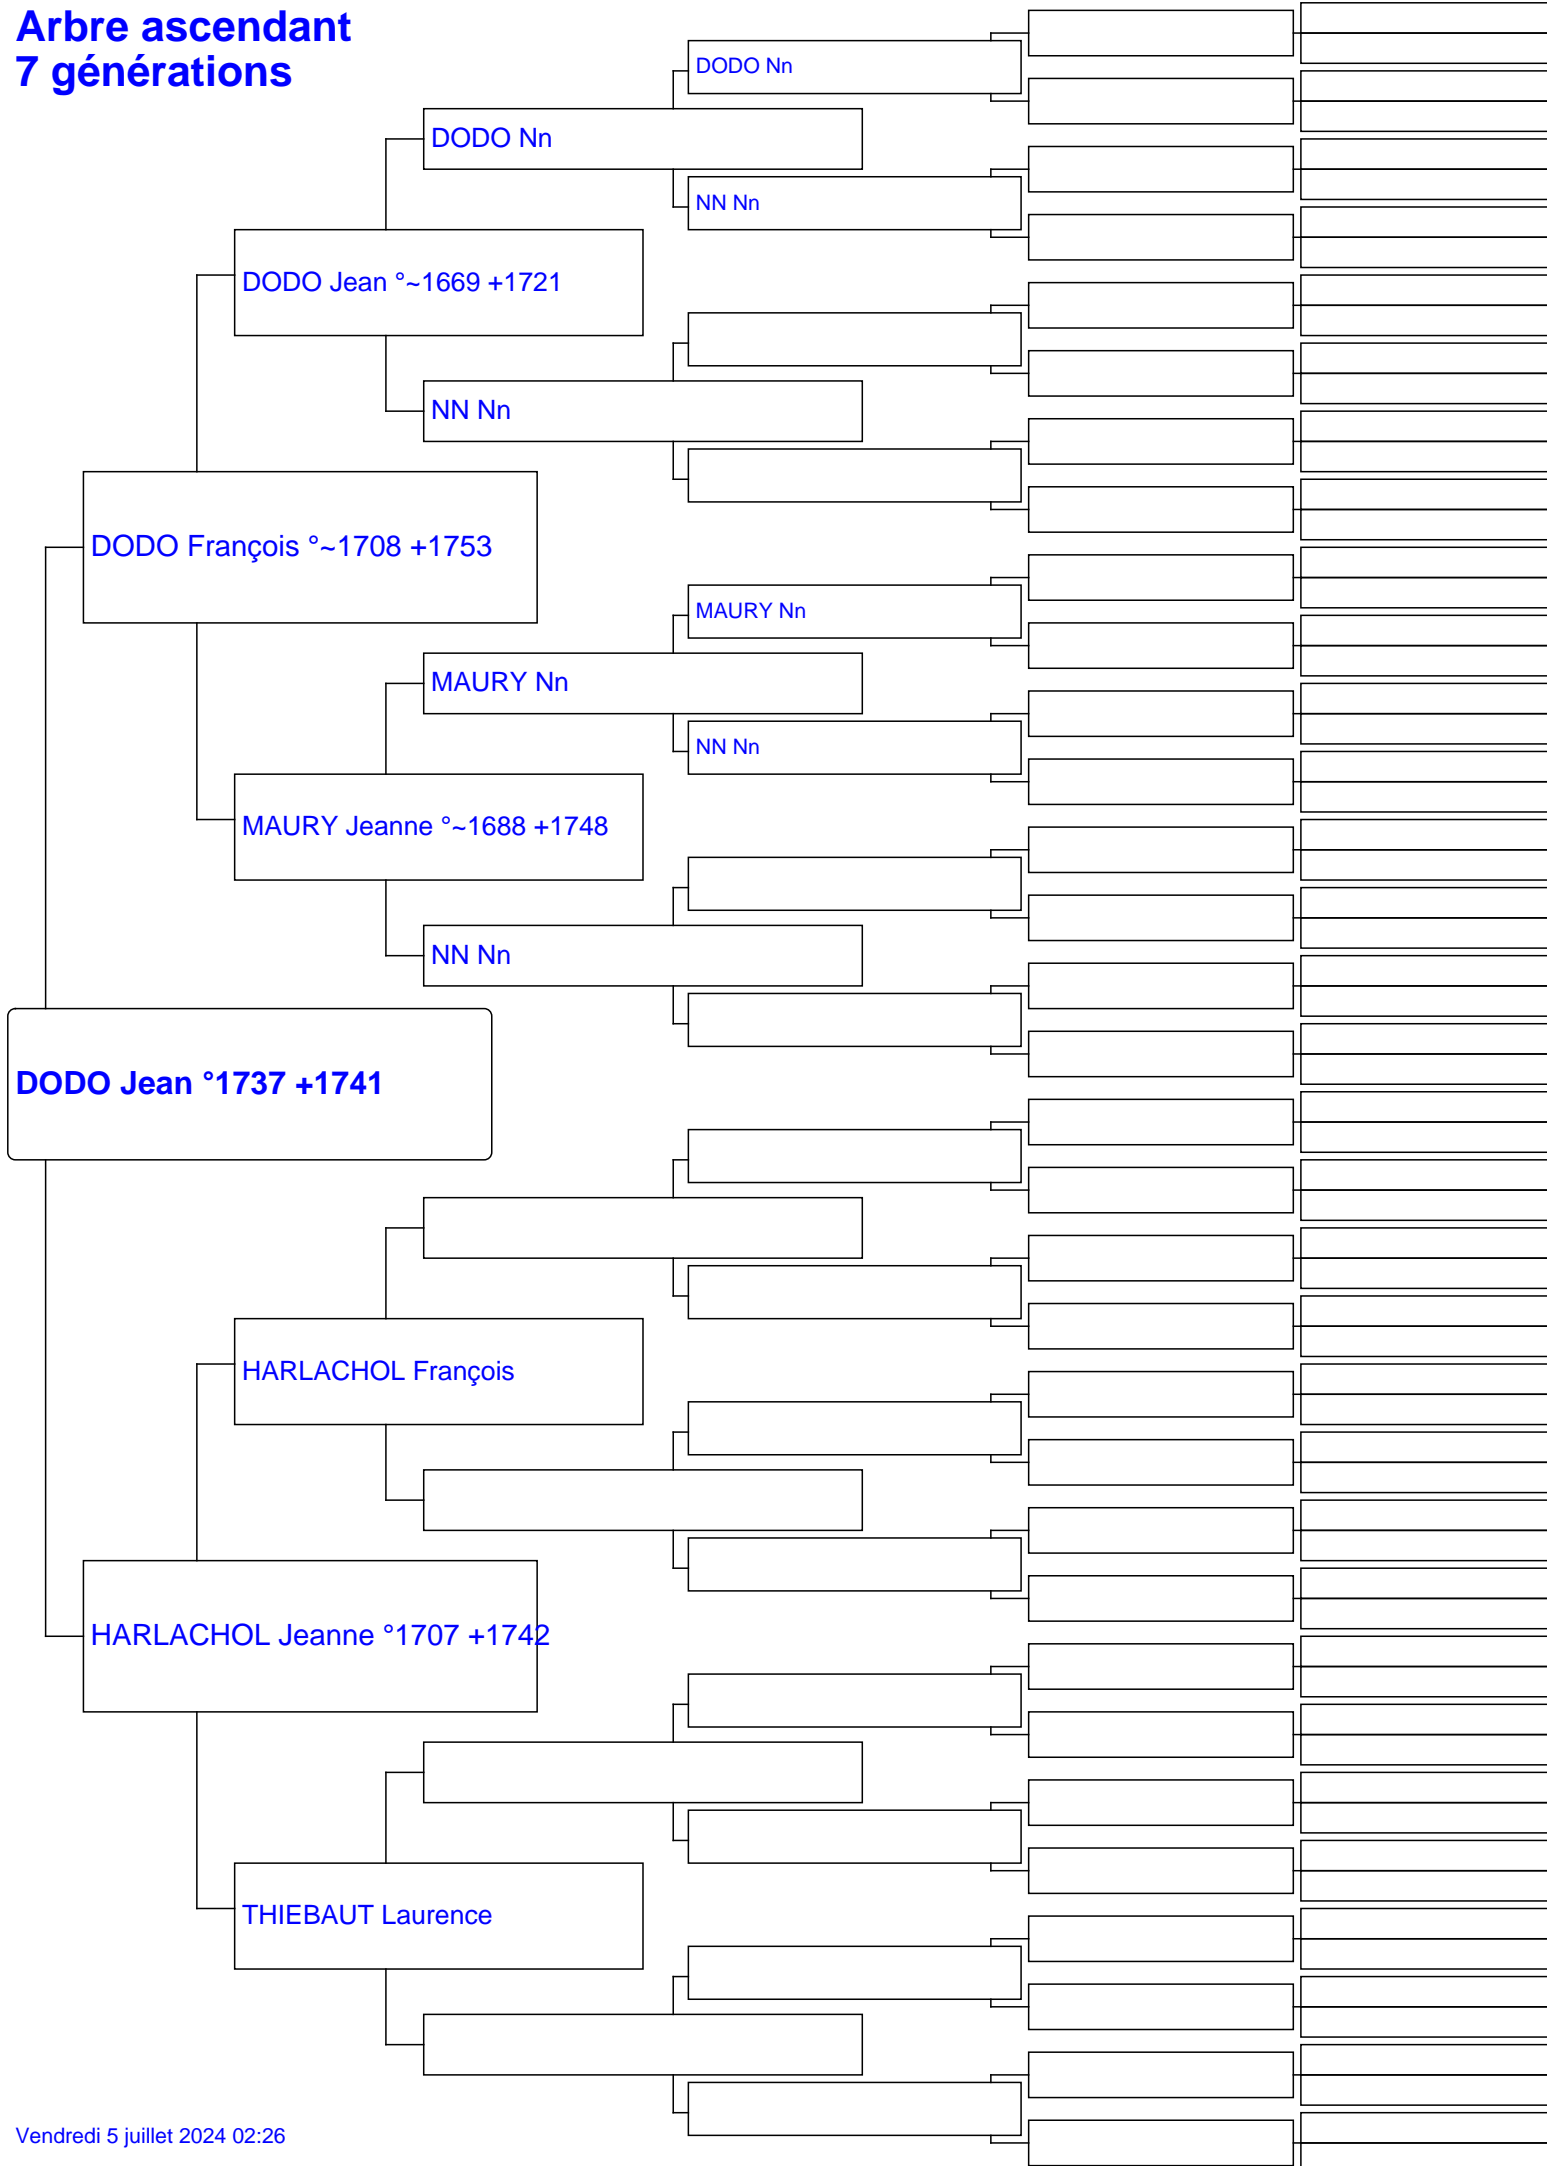 Arbre ascendant
7 générations
DODO Nn
DODO Nn
NN Nn
DODO Jean °~1669 +1721
NN Nn
DODO François °~1708 +1753
MAURY Nn
MAURY Nn
NN Nn
MAURY Jeanne °~1688 +1748
NN Nn
DODO Jean °1737 +1741
HARLACHOL François
HARLACHOL Jeanne °1707 +1742
THIEBAUT Laurence
Vendredi 5 juillet 2024 02:26